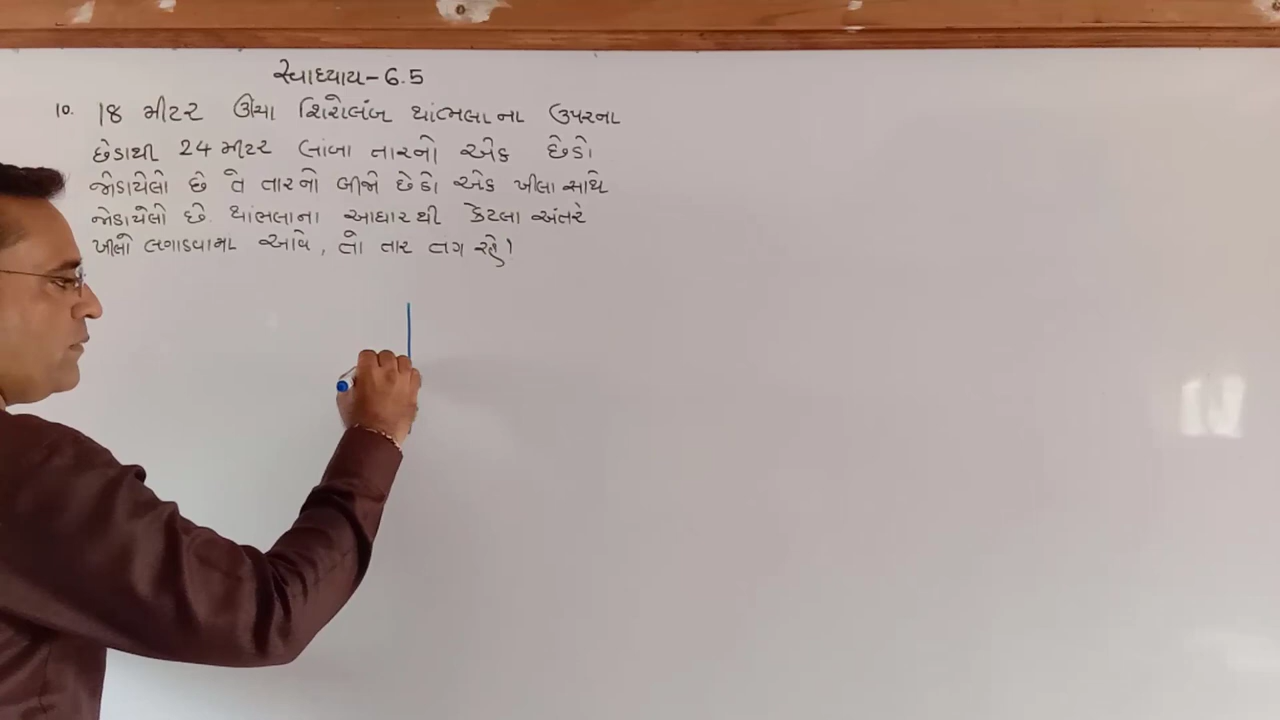 સ્વાધ્યાય - 6.5
10. 18 મીટર ઊંચા શિરોલંબ થાંભલાના ઉપરના
છેડાથી 24 મીટર લાંબા તારનો એક છેડો
જોડાયેલો છે તે તારનો બીજો છેડો એક ખીલા સાથે
જોડાયેલો છે. થાંભલાના આધારથી કેટલા અંતરે
ખીલો લગાડવામાં આવે, તો તાર તંગ રહે!